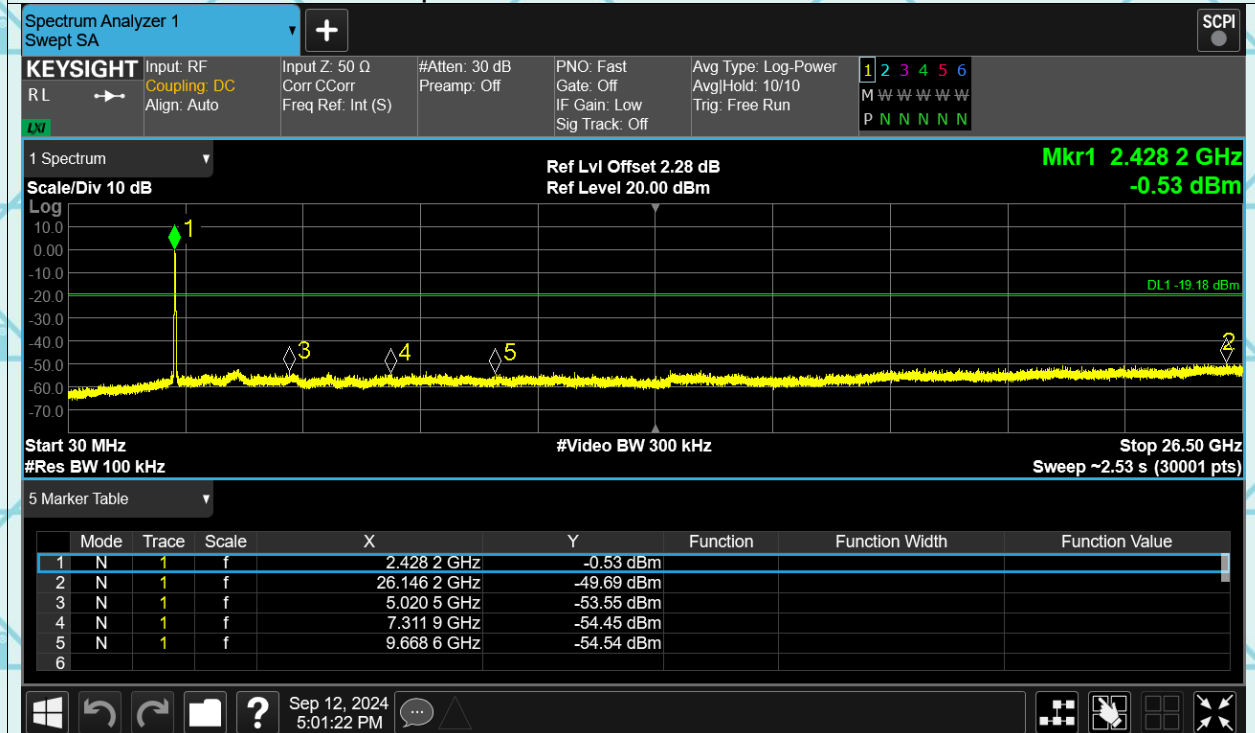 Spectrum Analyzer 1
Swept SA
SCPI
KEYSIGHT
RL
LXI
Input: RF
Coupling: DC
Align: Auto
Input Z: 50 Ω
Corr CCorr
Freq Ref: Int (S)
#Atten: 30 dB
Preamp: Off
PNO: Fast
Gate: Off
IF Gain: Low
Sig Track: Off
Avg Type: Log-Power
Avg|Hold: 10/10
Trig: Free Run
1 2 3 4 5 6
M W W W W W
P N N N N N
1 Spectrum
Scale/Div 10 dB
Ref Lvl Offset 2.28 dB
Ref Level 20.00 dBm
Mkr1 2.428 2 GHz
-0.53 dBm
Log
10.0
0.00
-10.0
-20.0
-30.0
-40.0
-50.0
-60.0
-70.0
1
DL1 -19.18 dBm
3
4
5
2
Start 30 MHz
#Res BW 100 kHz
#Video BW 300 kHz
Stop 26.50 GHz
Sweep ~2.53 s (30001 pts)
5 Marker Table
Mode Trace Scale X Y Function Function Width Function Value
1 N 1 f 2.428 2 GHz -0.53 dBm
2 N 1 f 26.146 2 GHz -49.69 dBm
3 N 1 f 5.020 5 GHz -53.55 dBm
4 N 1 f 7.311 9 GHz -54.45 dBm
5 N 1 f 9.668 6 GHz -54.54 dBm
6
?
Sep 12, 2024
5:01:22 PM